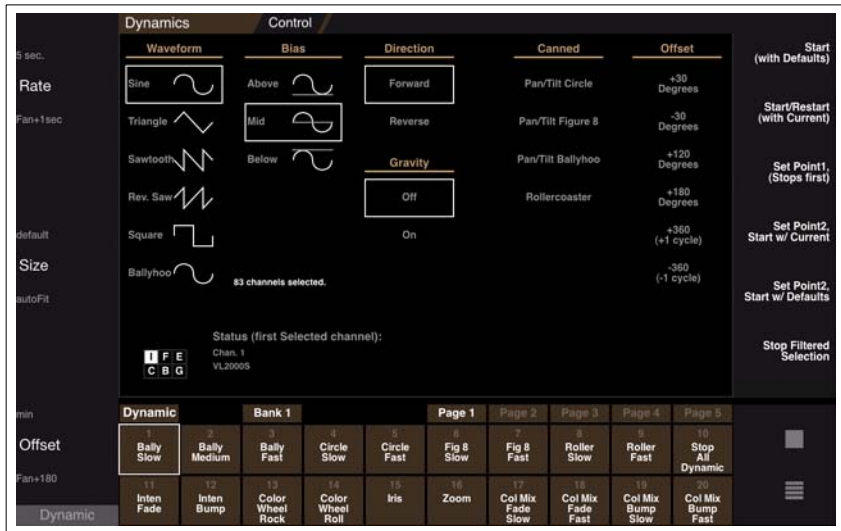 Dynamics
Control
5 sec.
Rate
Fan+1sec
default
Size
autoFit
min
Offset
Fan+180
Dynamic
Waveform
Sine
Triangle
Sawtooth
Rev. Saw
Square
Ballyhoo
Bias
Above
Mid
Below
83 channels selected.
Direction
Forward
Reverse
Gravity
Off
On
Canned
Pan/Tilt Circle
Pan/Tilt Figure 8
Pan/Tilt Ballyhoo
Rollercoaster
Offset
+30
Degrees
-30
Degrees
+120
Degrees
+180
Degrees
+360
(+1 cycle)
-360
(-1 cycle)
Start
(with Defaults)
Start/Restart
(with Current)
Set Point1,
(Stops first)
Set Point2,
Start w/ Current
Set Point2,
Start w/ Defaults
Stop Filtered
Selection
Status (first Selected channel):
I F E
C B G
Chan. 1
VL2000S
Dynamic
Bank 1
Page 1
Page 2
Page 3
Page 4
Page 5
1
Bally
Slow
2
Bally
Medium
3
Bally
Fast
4
Circle
Slow
5
Circle
Fast
6
Fig 8
Slow
7
Fig 8
Fast
8
Roller
Slow
9
Roller
Fast
10
Stop
All
Dynamic
11
Inten
Fade
12
Inten
Bump
13
Color
Wheel
Rock
14
Color
Wheel
Roll
15
Iris
16
Zoom
17
Col Mix
Fade
Slow
18
Col Mix
Fade
Fast
19
Col Mix
Bump
Slow
20
Col Mix
Bump
Fast